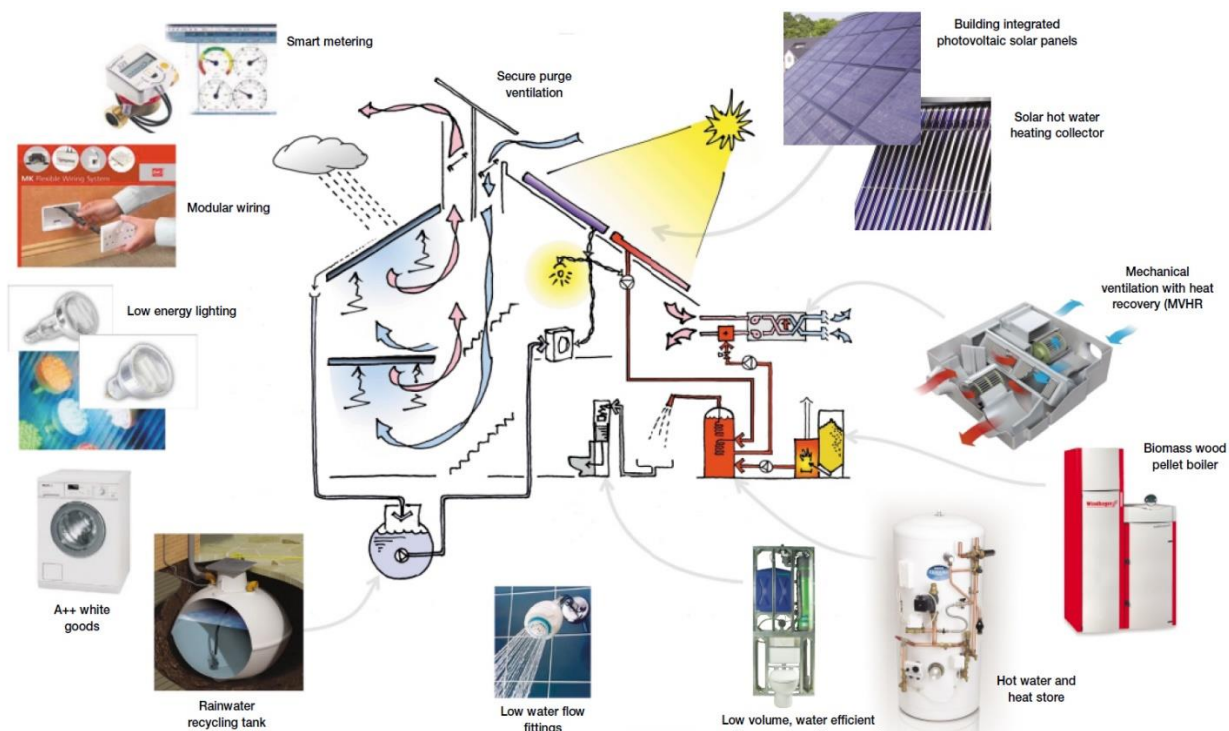 Smart metering
Secure purge
ventilation
Building integrated
photovoltaic solar panels
Solar hot water
heating collector
MK Flexible Wiring System
Modular wiring
Low energy lighting
Mechanical
ventilation with heat
recovery (MVHR
Biomass wood
pellet boiler
A++ white
goods
Rainwater
recycling tank
Low water flow
fittings
Low volume, water efficient
Hot water and
heat store